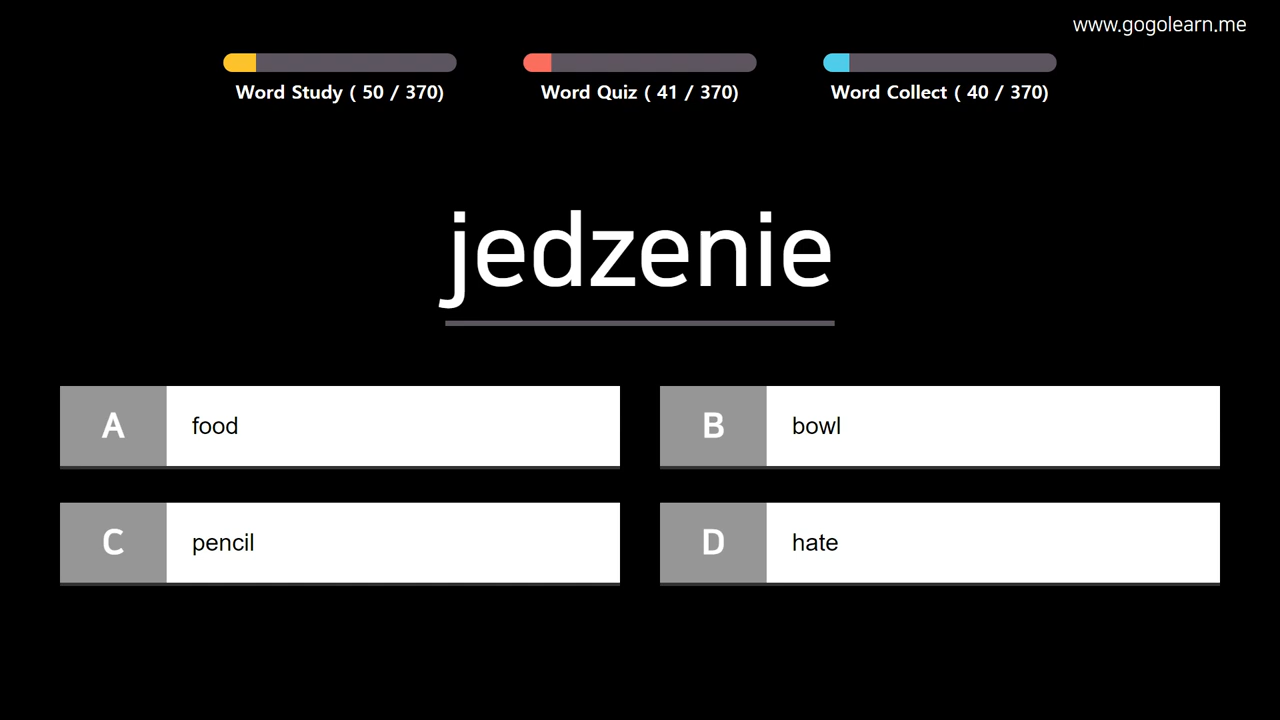 www.gogolearn.me
Word Study ( 50 / 370)
Word Quiz ( 41 / 370)
Word Collect ( 40 / 370)
jedzenie
A food
B bowl
C pencil
D hate